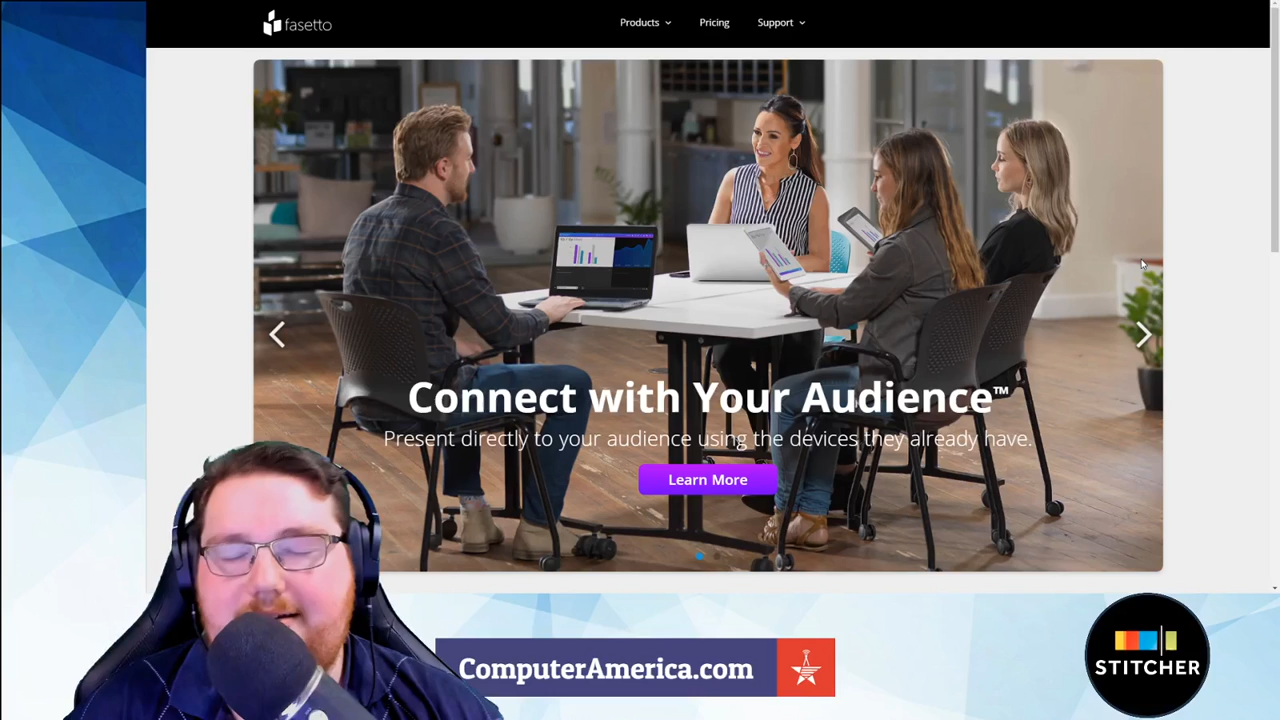 fasetto
Products
Pricing
Support
Connect with Your Audience™
Present directly to your audience using the devices they already have.
Learn More
ComputerAmerica.com
STITCHER